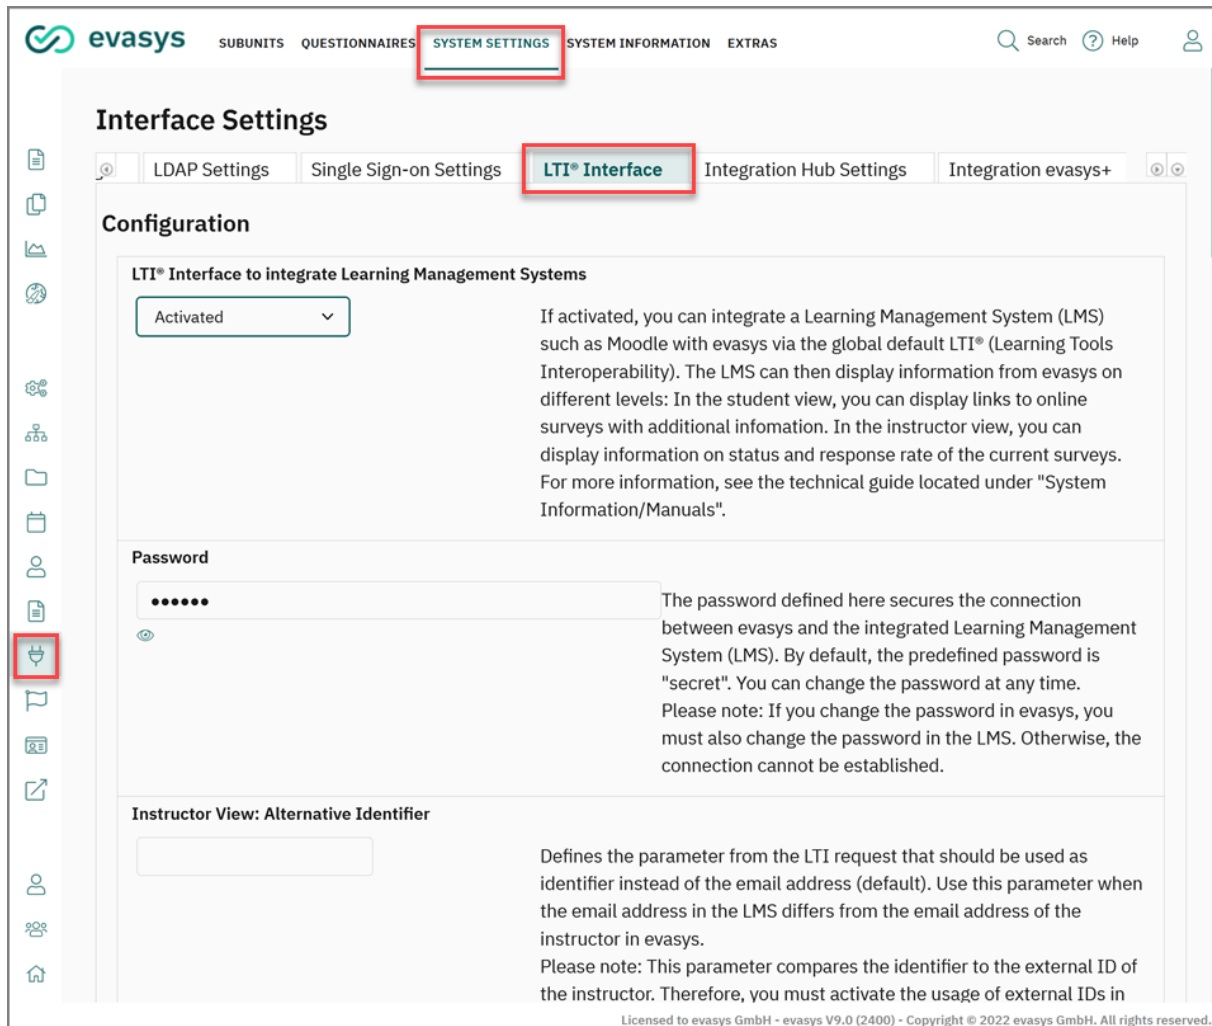 evasys SUBUNITS QUESTIONNAIRES SYSTEM SETTINGS SYSTEM INFORMATION EXTRAS Search Help
Interface Settings
LDAP Settings Single Sign-on Settings LTI® Interface Integration Hub Settings Integration evasys+
Configuration
LTI® Interface to integrate Learning Management Systems
Activated
If activated, you can integrate a Learning Management System (LMS)
such as Moodle with evasys via the global default LTI® (Learning Tools
Interoperability). The LMS can then display information from evasys on
different levels: In the student view, you can display links to online
surveys with additional infomation. In the instructor view, you can
display information on status and response rate of the current surveys.
For more information, see the technical guide located under "System
Information/Manuals".
Password
••••••
The password defined here secures the connection
between evasys and the integrated Learning Management
System (LMS). By default, the predefined password is
"secret". You can change the password at any time.
Please note: If you change the password in evasys, you
must also change the password in the LMS. Otherwise, the
connection cannot be established.
Instructor View: Alternative Identifier
Defines the parameter from the LTI request that should be used as
identifier instead of the email address (default). Use this parameter when
the email address in the LMS differs from the email address of the
instructor in evasys.
Please note: This parameter compares the identifier to the external ID of
the instructor. Therefore, you must activate the usage of external IDs in
Licensed to evasys GmbH - evasys V9.0 (2400) - Copyright © 2022 evasys GmbH. All rights reserved.